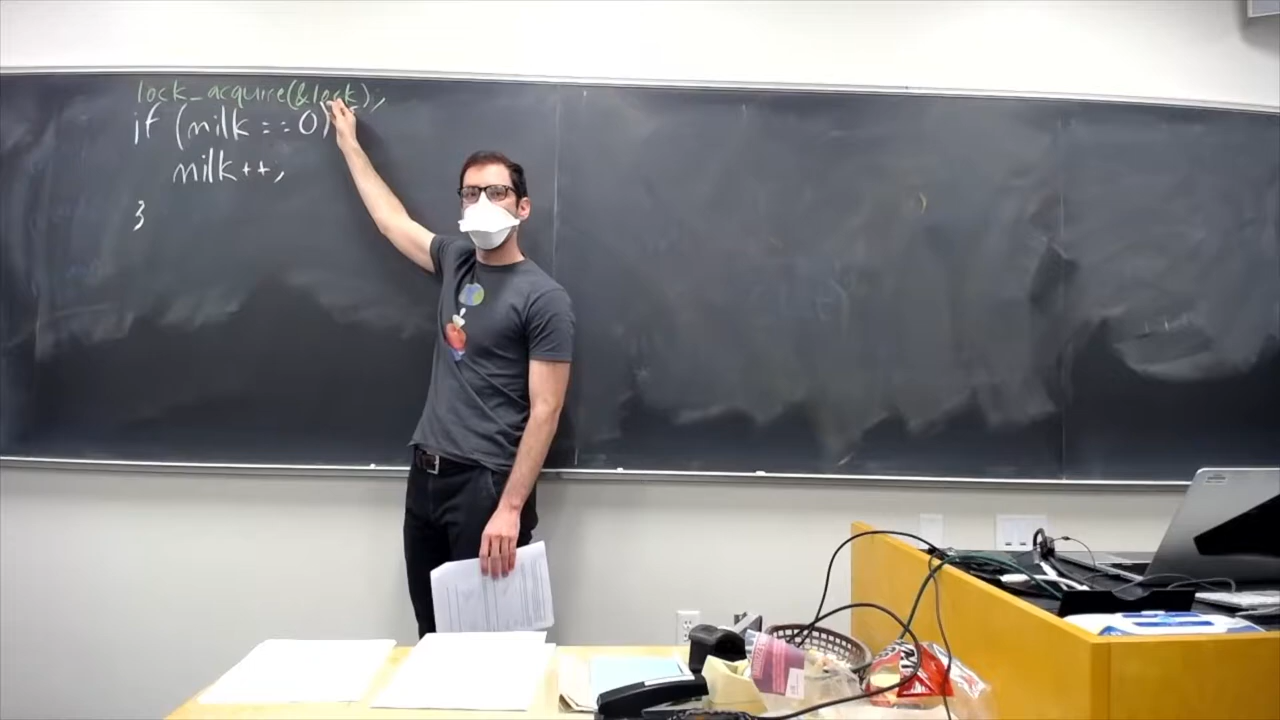 lock_acquire(&lock);
if (milk == 0)
milk++;
}